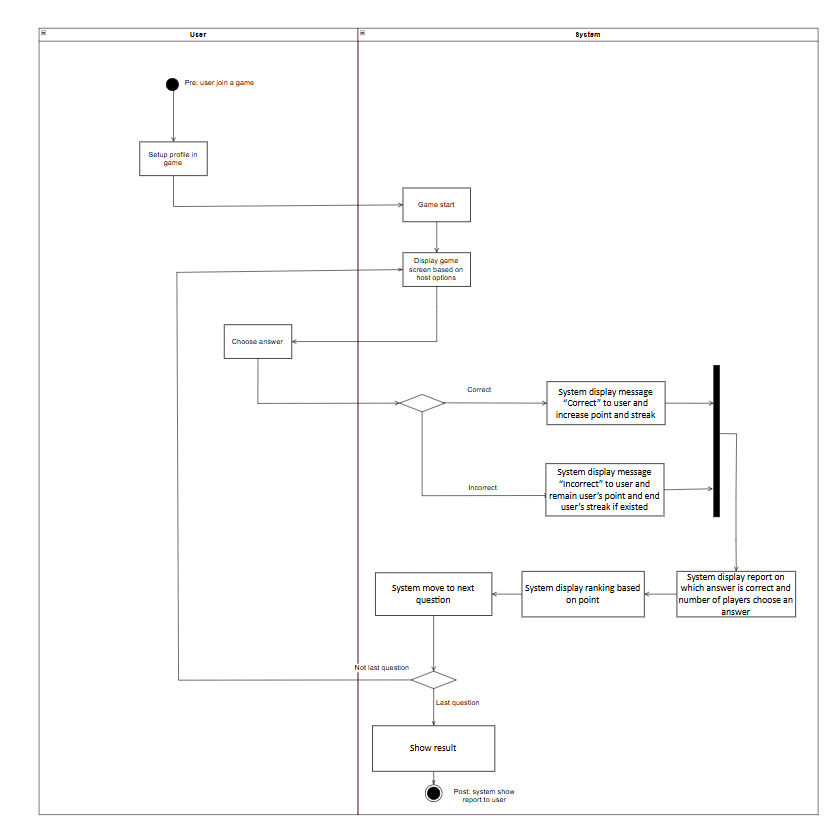 User
System
Pre: user join a game
Setup profile in
game
Game start
Display game
screen based on
host options
Choose answer
Correct
System display message
“Correct” to user and
increase point and streak
Incorrect
System display message
“Incorrect” to user and
remain user’s point and end
user’s streak if existed
System move to next
question
System display ranking based
on point
System display report on
which answer is correct and
number of players choose an
answer
Not last question
Last question
Show result
Post: system show
report to user